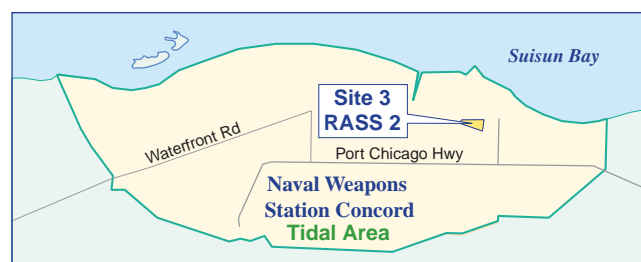 Suisun Bay
Site 3
RASS 2
Waterfront Rd
Port Chicago Hwy
Naval Weapons
Station Concord
Tidal Area